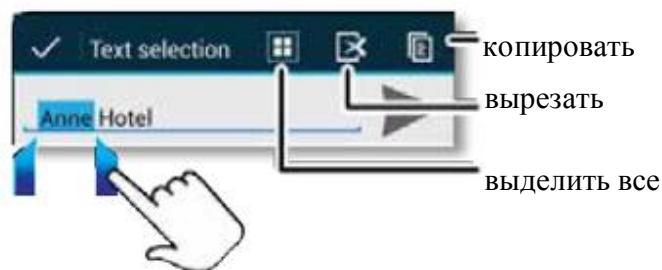 Text selection
копировать
вырезать
Anne Hotel
выделить все